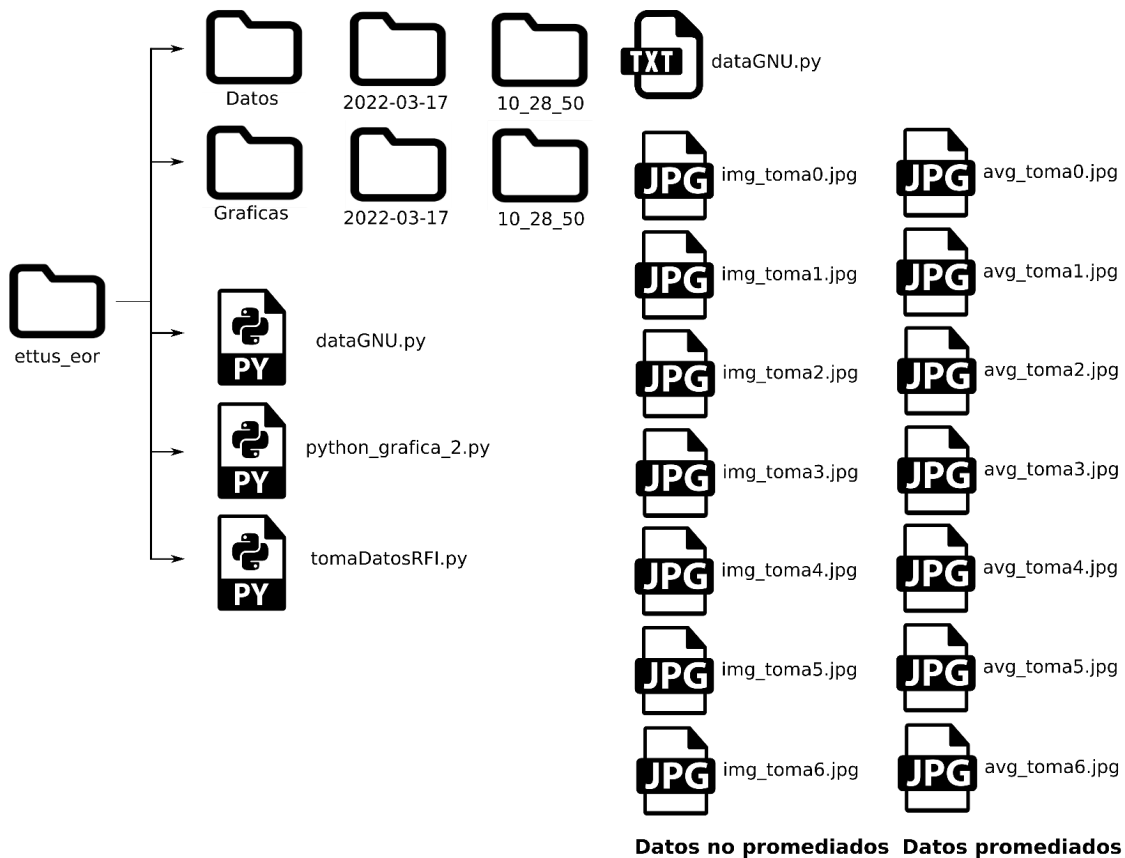 TXT
dataGNU.py
Datos
2022-03-17
10_28_50
Graficas
2022-03-17
10_28_50
JPG
img_toma0.jpg
JPG
avg_toma0.jpg
JPG
img_toma1.jpg
JPG
avg_toma1.jpg
ettus_eor
PY
dataGNU.py
JPG
img_toma2.jpg
JPG
avg_toma2.jpg
PY
python_grafica_2.py
JPG
img_toma3.jpg
JPG
avg_toma3.jpg
PY
tomaDatosRFI.py
JPG
img_toma4.jpg
JPG
avg_toma4.jpg
JPG
img_toma5.jpg
JPG
avg_toma5.jpg
JPG
img_toma6.jpg
JPG
avg_toma6.jpg
Datos no promediados
Datos promediados